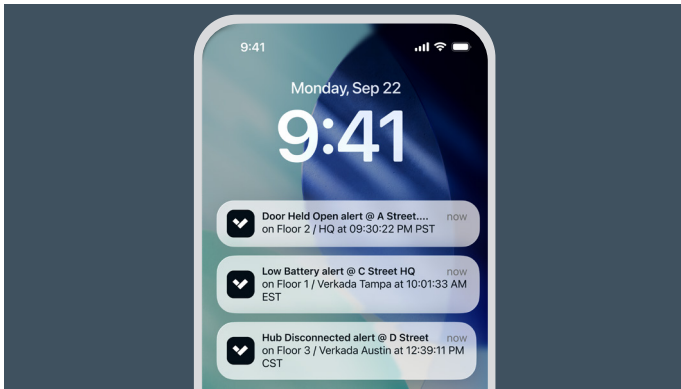 9:41
Monday, Sep 22
9:41
Door Held Open alert @ A Street.... now
on Floor 2 / HQ at 09:30:22 PM PST
Low Battery alert @ C Street HQ now
on Floor 1 / Verkada Tampa at 10:01:33 AM
EST
Hub Disconnected alert @ D Street now
on Floor 3 / Verkada Austin at 12:39:11 PM
CST